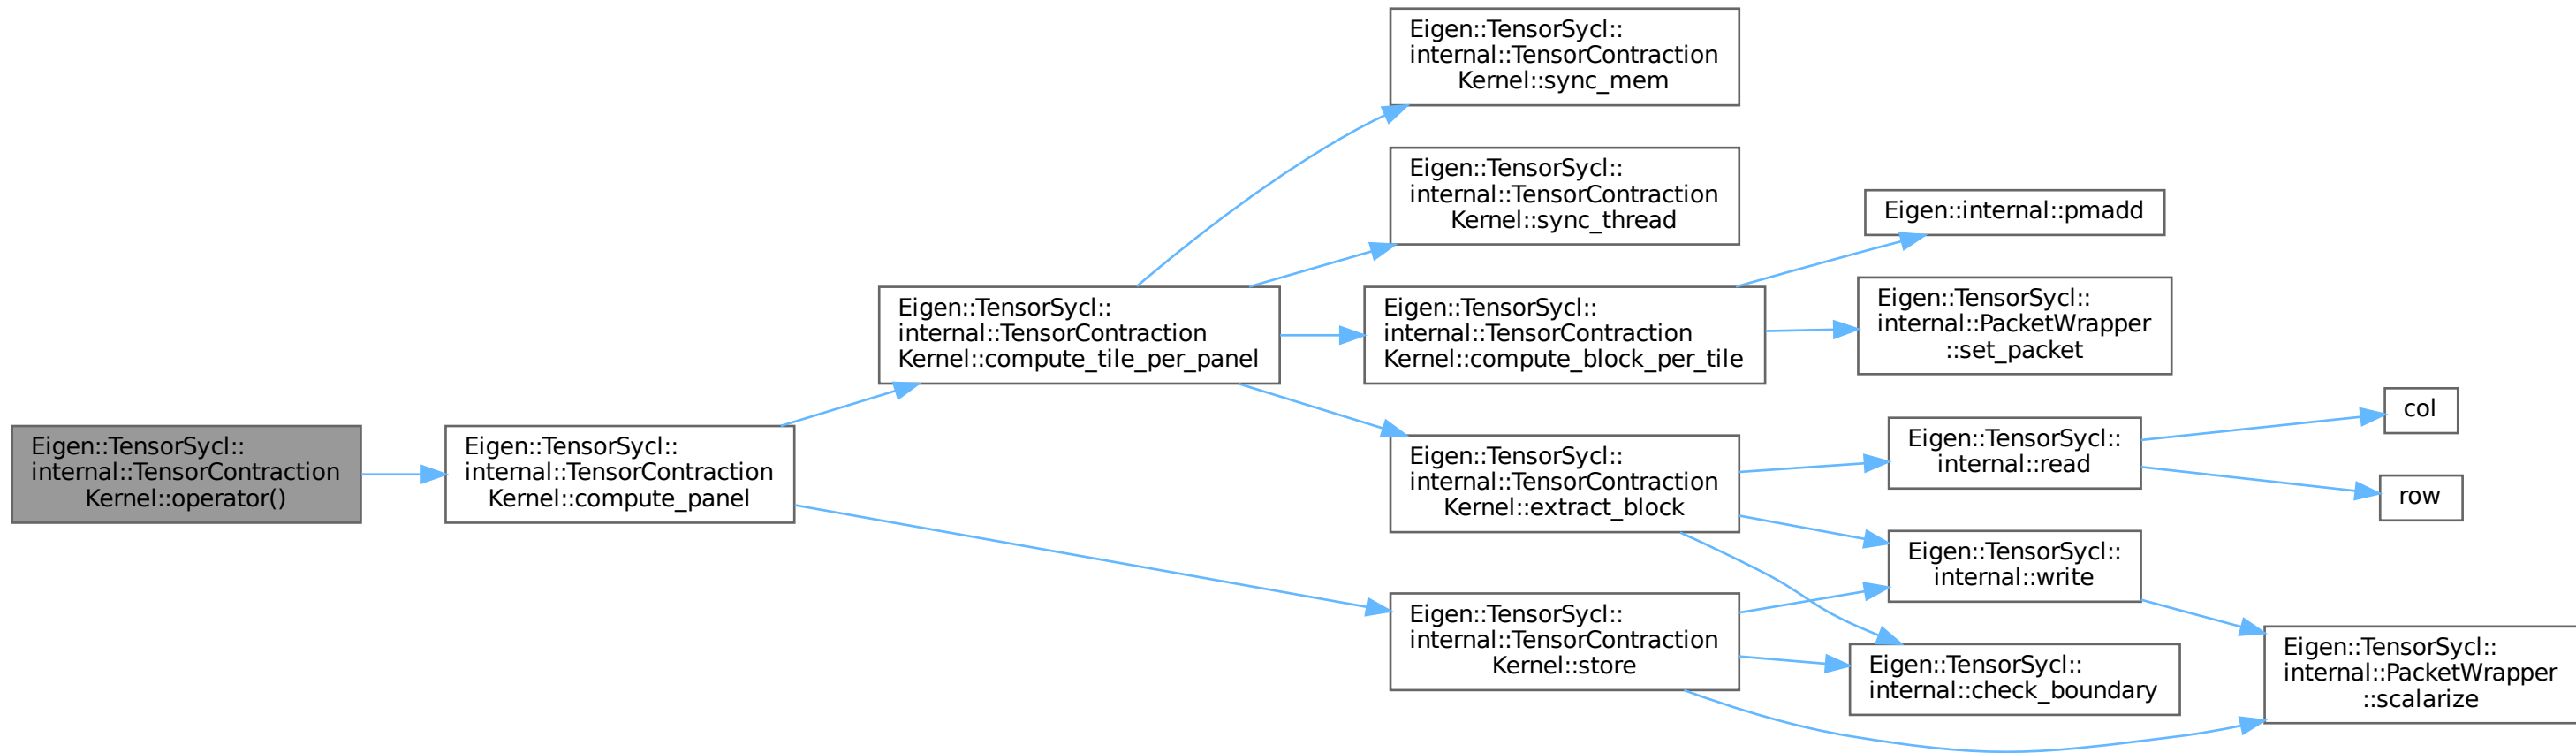 Eigen::TensorSycl::
internal::TensorContraction
Kernel::operator()
Eigen::TensorSycl::
internal::TensorContraction
Kernel::compute_panel
Eigen::TensorSycl::
internal::TensorContraction
Kernel::compute_tile_per_panel
Eigen::TensorSycl::
internal::TensorContraction
Kernel::sync_mem
Eigen::TensorSycl::
internal::TensorContraction
Kernel::sync_thread
Eigen::TensorSycl::
internal::TensorContraction
Kernel::compute_block_per_tile
Eigen::internal::pmadd
Eigen::TensorSycl::
internal::PacketWrapper
::set_packet
Eigen::TensorSycl::
internal::TensorContraction
Kernel::extract_block
Eigen::TensorSycl::
internal::read
col
row
Eigen::TensorSycl::
internal::write
Eigen::TensorSycl::
internal::TensorContraction
Kernel::store
Eigen::TensorSycl::
internal::check_boundary
Eigen::TensorSycl::
internal::PacketWrapper
::scalarize